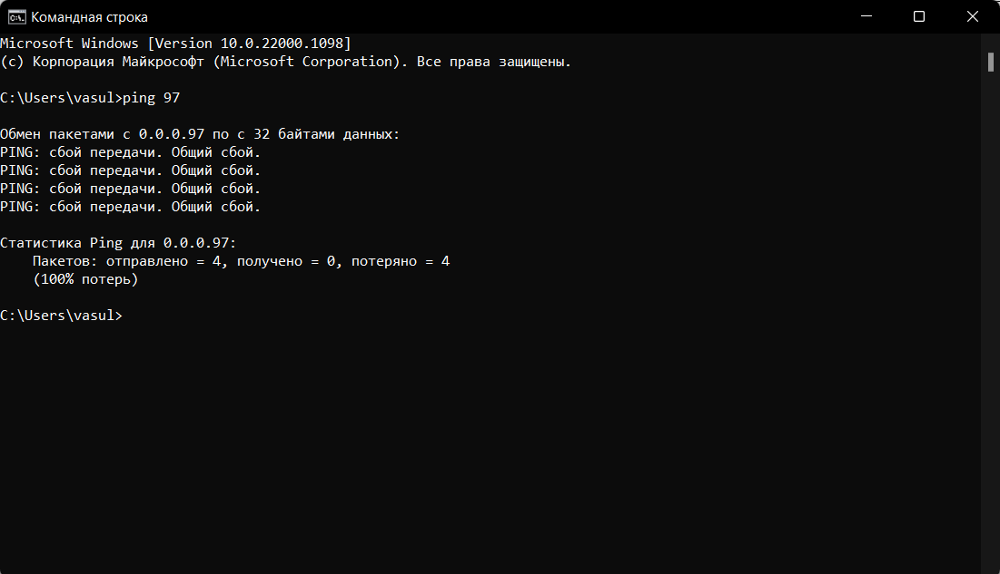 Командная строка
Microsoft Windows [Version 10.0.22000.1098]
(c) Корпорация Майкрософт (Microsoft Corporation). Все права защищены.
C:\Users\vasul>ping 97
Обмен пакетами с 0.0.0.97 по с 32 байтами данных:
PING: сбой передачи. Общий сбой.
PING: сбой передачи. Общий сбой.
PING: сбой передачи. Общий сбой.
PING: сбой передачи. Общий сбой.
Статистика Ping для 0.0.0.97:
    Пакетов: отправлено = 4, получено = 0, потеряно = 4
    (100% потерь)
C:\Users\vasul>